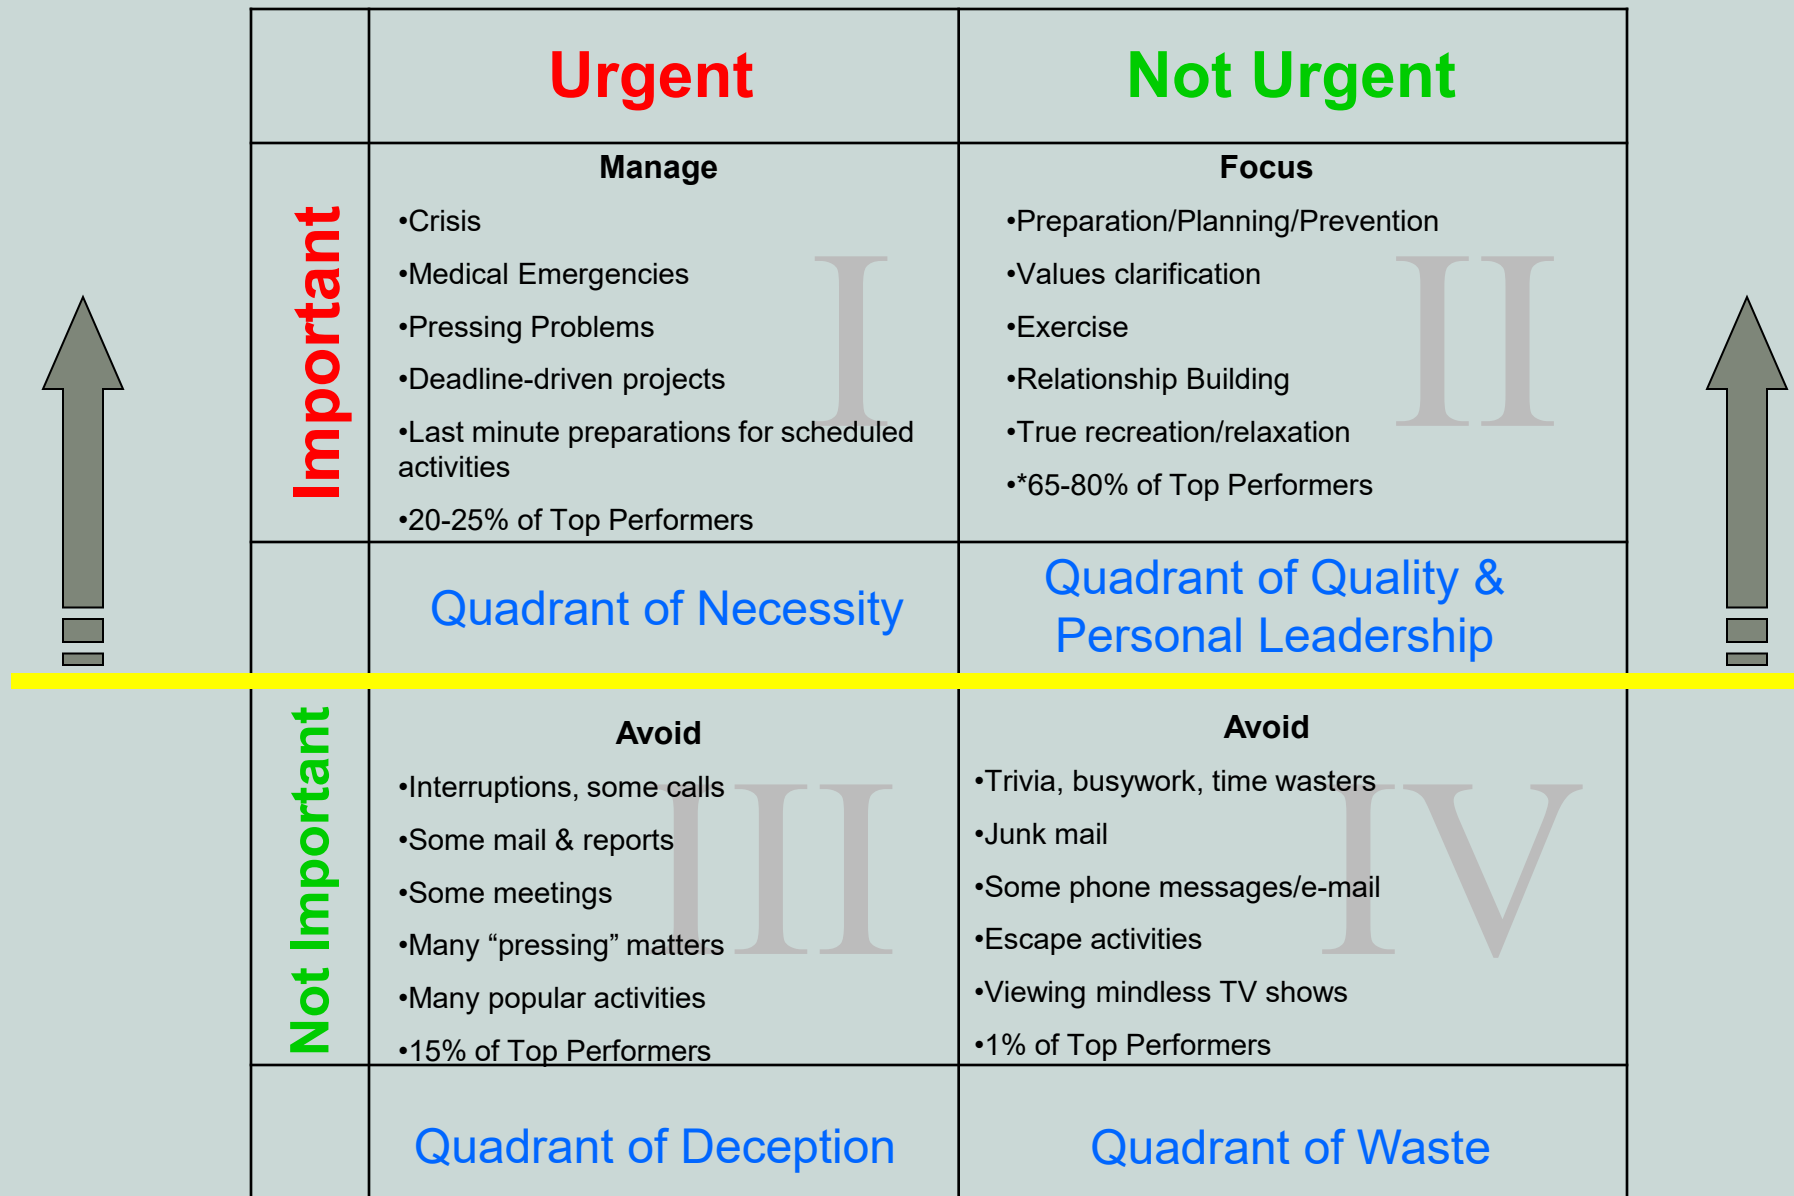 Urgent
Not Urgent
Important
Manage
•Crisis
•Medical Emergencies
•Pressing Problems
•Deadline-driven projects
•Last minute preparations for scheduled
activities
•20-25% of Top Performers
I
Focus
•Preparation/Planning/Prevention
•Values clarification
•Exercise
•Relationship Building
•True recreation/relaxation
•*65-80% of Top Performers
II
Quadrant of Necessity
Quadrant of Quality &
Personal Leadership
Not Important
Avoid
•Interruptions, some calls
•Some mail & reports
•Some meetings
•Many “pressing” matters
•Many popular activities
•15% of Top Performers
III
Avoid
•Trivia, busywork, time wasters
•Junk mail
•Some phone messages/e-mail
•Escape activities
•Viewing mindless TV shows
•1% of Top Performers
IV
Quadrant of Deception
Quadrant of Waste